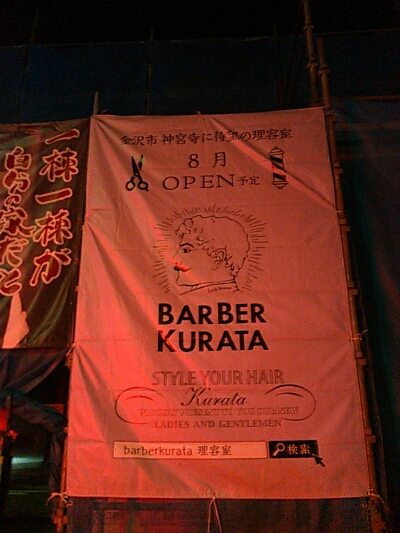 金沢市 神宮寺に待望の理容室
8月
OPEN予定
BARBER
KURATA
STYLE YOUR HAIR
Kurata
LADIES AND GENTLEMEN
barberkurata 理容室
検索
一棟一棟が
自分の家だと